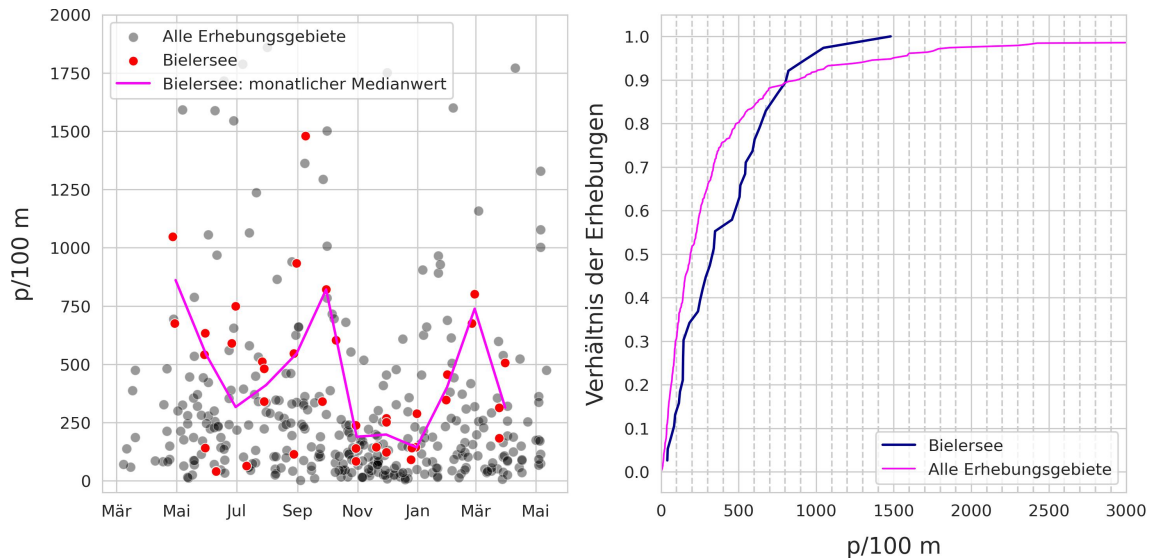 2000
1750
1500
1250
1000
750
500
250
0
p/100 m
Alle Erhebungsgebiete
Bielersee
Bielersee: monatlicher Medianwert
Mär
Mai
Jul
Sep
Nov
Jan
Mär
Mai
1.0
0.9
0.8
0.7
0.6
0.5
0.4
0.3
0.2
0.1
0.0
Verhältnis der Erhebungen
Bielersee
Alle Erhebungsgebiete
0
500
1000
1500
2000
2500
3000
p/100 m